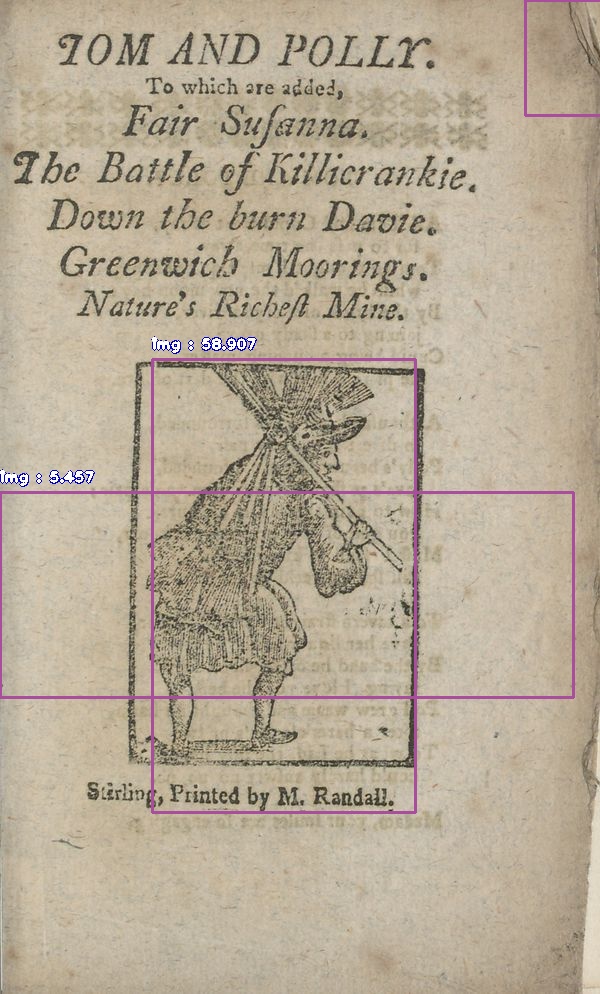 TOM AND POLLY.
To which are added,
Fair Suſanna.
The Battle of Killicrankie.
Down the burn Davie.
Greenwich Moorings.
Nature's Richeſt Mine.
img : 58.907
img : 5.457
Stirling, Printed by M. Randall.